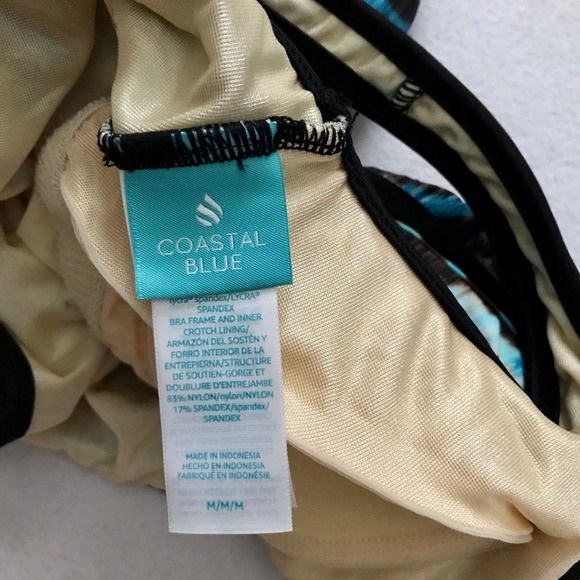 COASTAL
BLUE
lycra® spandex/LYCRA®
SPANDEX
BRA FRAME AND INNER
CROTCH LINING/
ARMAZÓN DEL SOSTÉN Y
FORRO INTERIOR DE LA
ENTREPIERNA/STRUCTURE
DE SOUTIEN-GORGE ET
DOUBLURE D'ENTREJAMBE
83% NYLON/nylon/NYLON
17% SPANDEX/spandex/
SPANDEX
MADE IN INDONESIA
HECHO EN INDONESIA
FABRIQUÉ EN INDONÉSIE
M/M/M